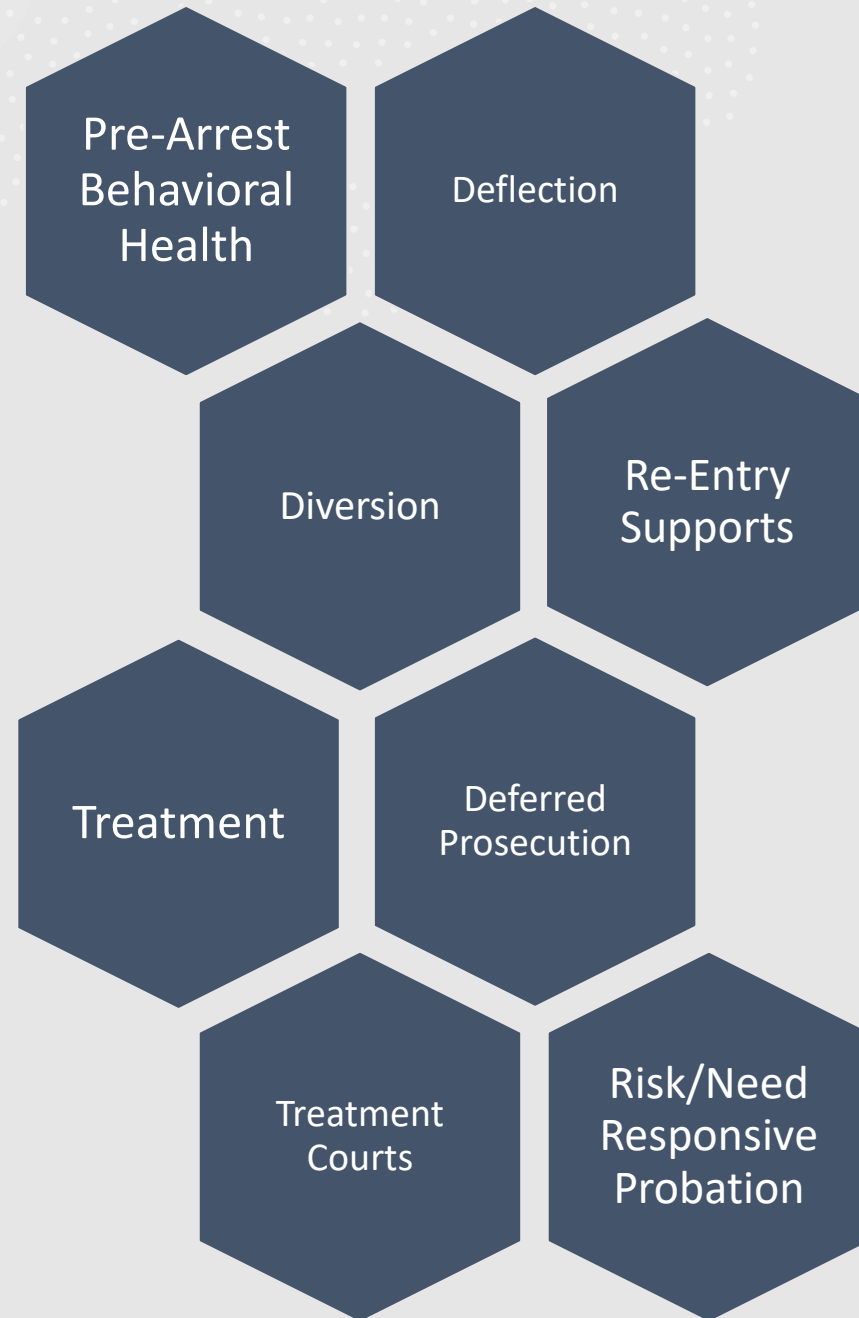 Pre-Arrest
Behavioral
Health
Deflection
Diversion
Re-Entry
Supports
Treatment
Deferred
Prosecution
Treatment
Courts
Risk/Need
Responsive
Probation